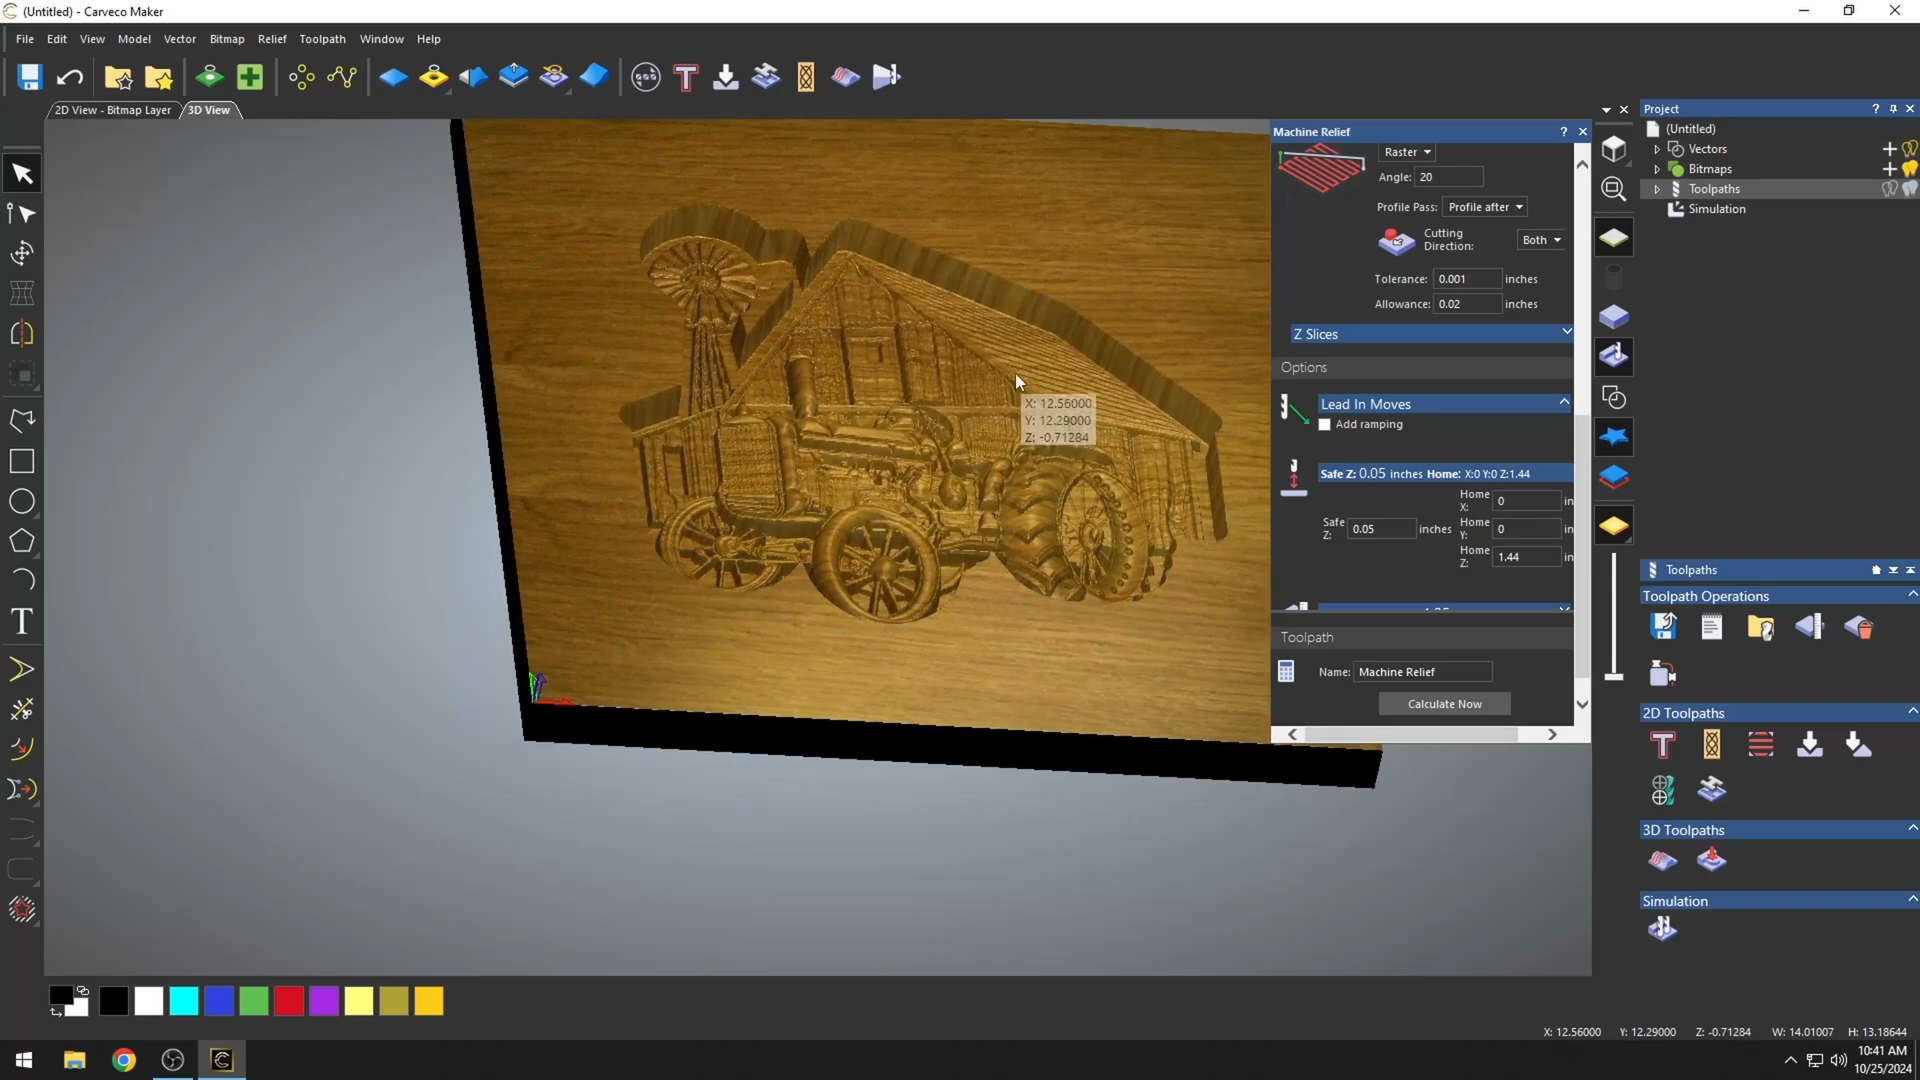 (Untitled) - Carveco Maker
File Edit View Model Vector Bitmap Relief Toolpath Window Help
2D View - Bitmap Layer 3D View
Machine Relief ?
Raster
Angle: 20
Profile Pass: Profile after
Cutting Direction: Both
Tolerance: 0.001 inches
Allowance: 0.02 inches
Z Slices
Options
Lead In Moves
Add ramping
Safe Z: 0.05 inches Home: X:0 Y:0 Z:1.44
Safe Z: 0.05 inches
Home X: 0 in
Home Y: 0 in
Home Z: 1.44 in
Toolpath
Name: Machine Relief
Calculate Now
X: 12.56000
Y: 12.29000
Z: -0.71284
Project ?
(Untitled)
Vectors
Bitmaps
Toolpaths
Simulation
Toolpaths
Toolpath Operations
2D Toolpaths
3D Toolpaths
Simulation
X: 12.56000 Y: 12.29000 Z: -0.71284 W: 14.01007 H: 13.18644
10:41 AM
10/25/2024